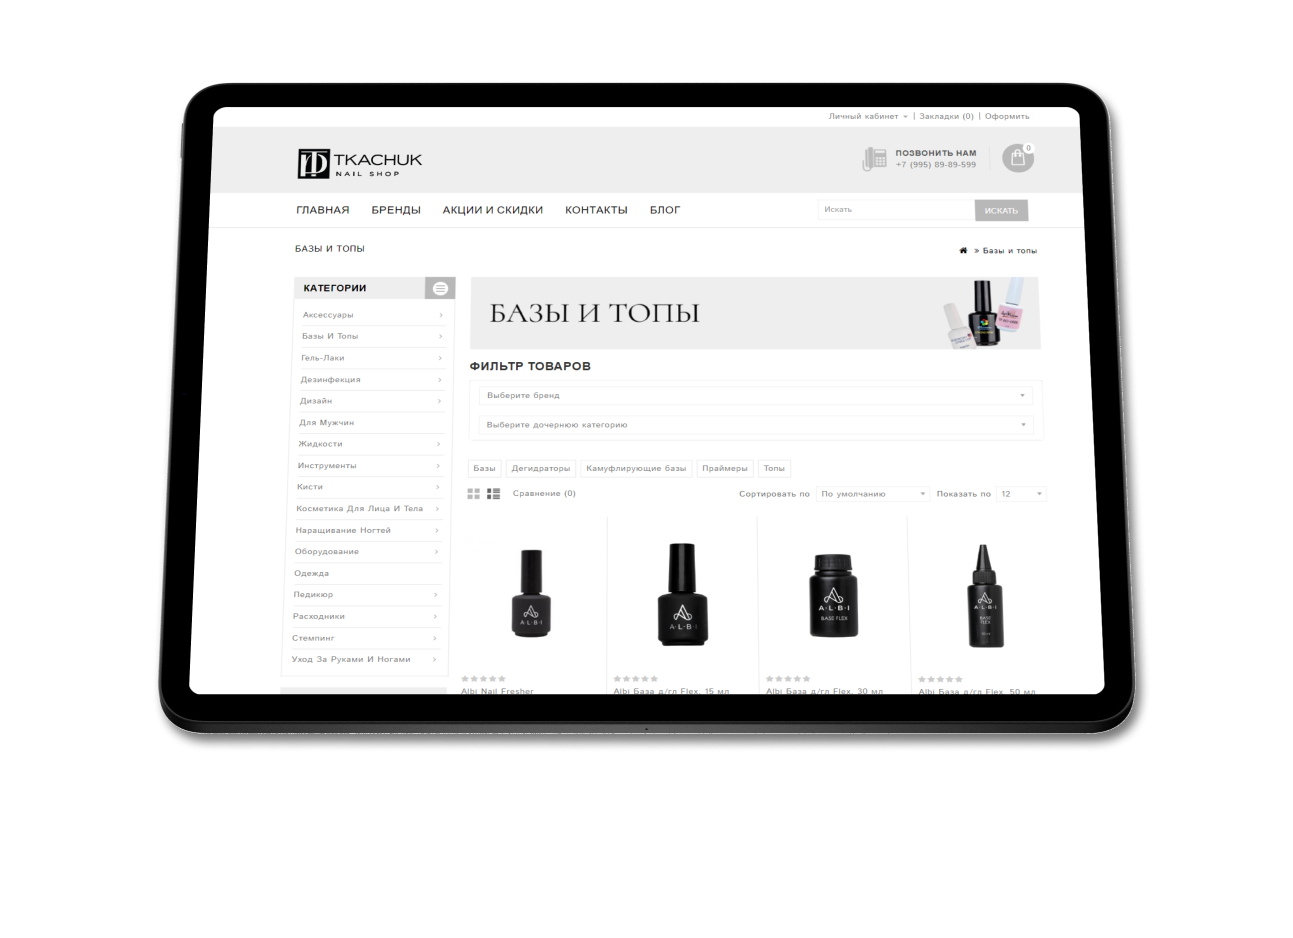 Личный кабинет | Закладки (0) | Оформить
TKACHUK
NAIL SHOP
ПОЗВОНИТЬ НАМ
+7 (995) 89-89-599
0
ГЛАВНАЯ БРЕНДЫ АКЦИИ И СКИДКИ КОНТАКТЫ БЛОГ
Искать
ИСКАТЬ
БАЗЫ И ТОПЫ
» Базы и топы
КАТЕГОРИИ
Аксессуары
Базы И Топы
Гель-Лаки
Дезинфекция
Дизайн
Для Мужчин
Жидкости
Инструменты
Кисти
Косметика Для Лица И Тела
Наращивание Ногтей
Оборудование
Одежда
Педикюр
Расходники
Стемпинг
Уход За Руками И Ногами
БАЗЫ И ТОПЫ
ФИЛЬТР ТОВАРОВ
Выберите бренд
Выберите дочернюю категорию
Базы Дегидраторы Камуфлирующие базы Праймеры Топы
Сравнение (0)
Сортировать по По умолчанию Показать по 12
A·L·B·I
A·L·B·I
A·L·B·I
BASE FLEX
A·L·B·I
BASE
FLEX
Albi Nail Fresher
Albi База д/гл Flex, 15 мл
Albi База д/гл Flex, 30 мл
Albi База д/гл Flex, 50 мл